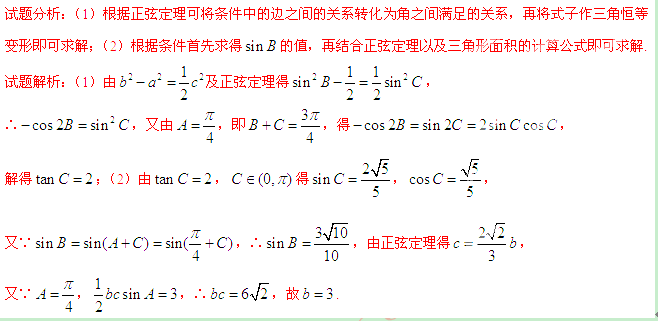 试题分析：（1）根据正弦定理可将条件中的边之间的关系转化为角之间满足的关系，再将式子作三角恒等
变形即可求解；（2）根据条件首先求得 sin B 的值，再结合正弦定理以及三角形面积的计算公式即可求解.
试题解析：（1）由 b² − a² = 1/2 c² 及正弦定理得 sin² B − 1/2 = 1/2 sin² C，
∴ −cos 2B = sin² C，又由 A = π/4，即 B + C = 3π/4，得 −cos 2B = sin 2C = 2 sin C cos C，
解得 tan C = 2；（2）由 tan C = 2，C ∈ (0, π) 得 sin C = 2√5/5，cos C = √5/5，
又∵ sin B = sin(A + C) = sin(π/4 + C)，∴ sin B = 3√10/10，由正弦定理得 c = 2√2/3 b，
又∵ A = π/4，1/2 bc sin A = 3，∴ bc = 6√2，故 b = 3.